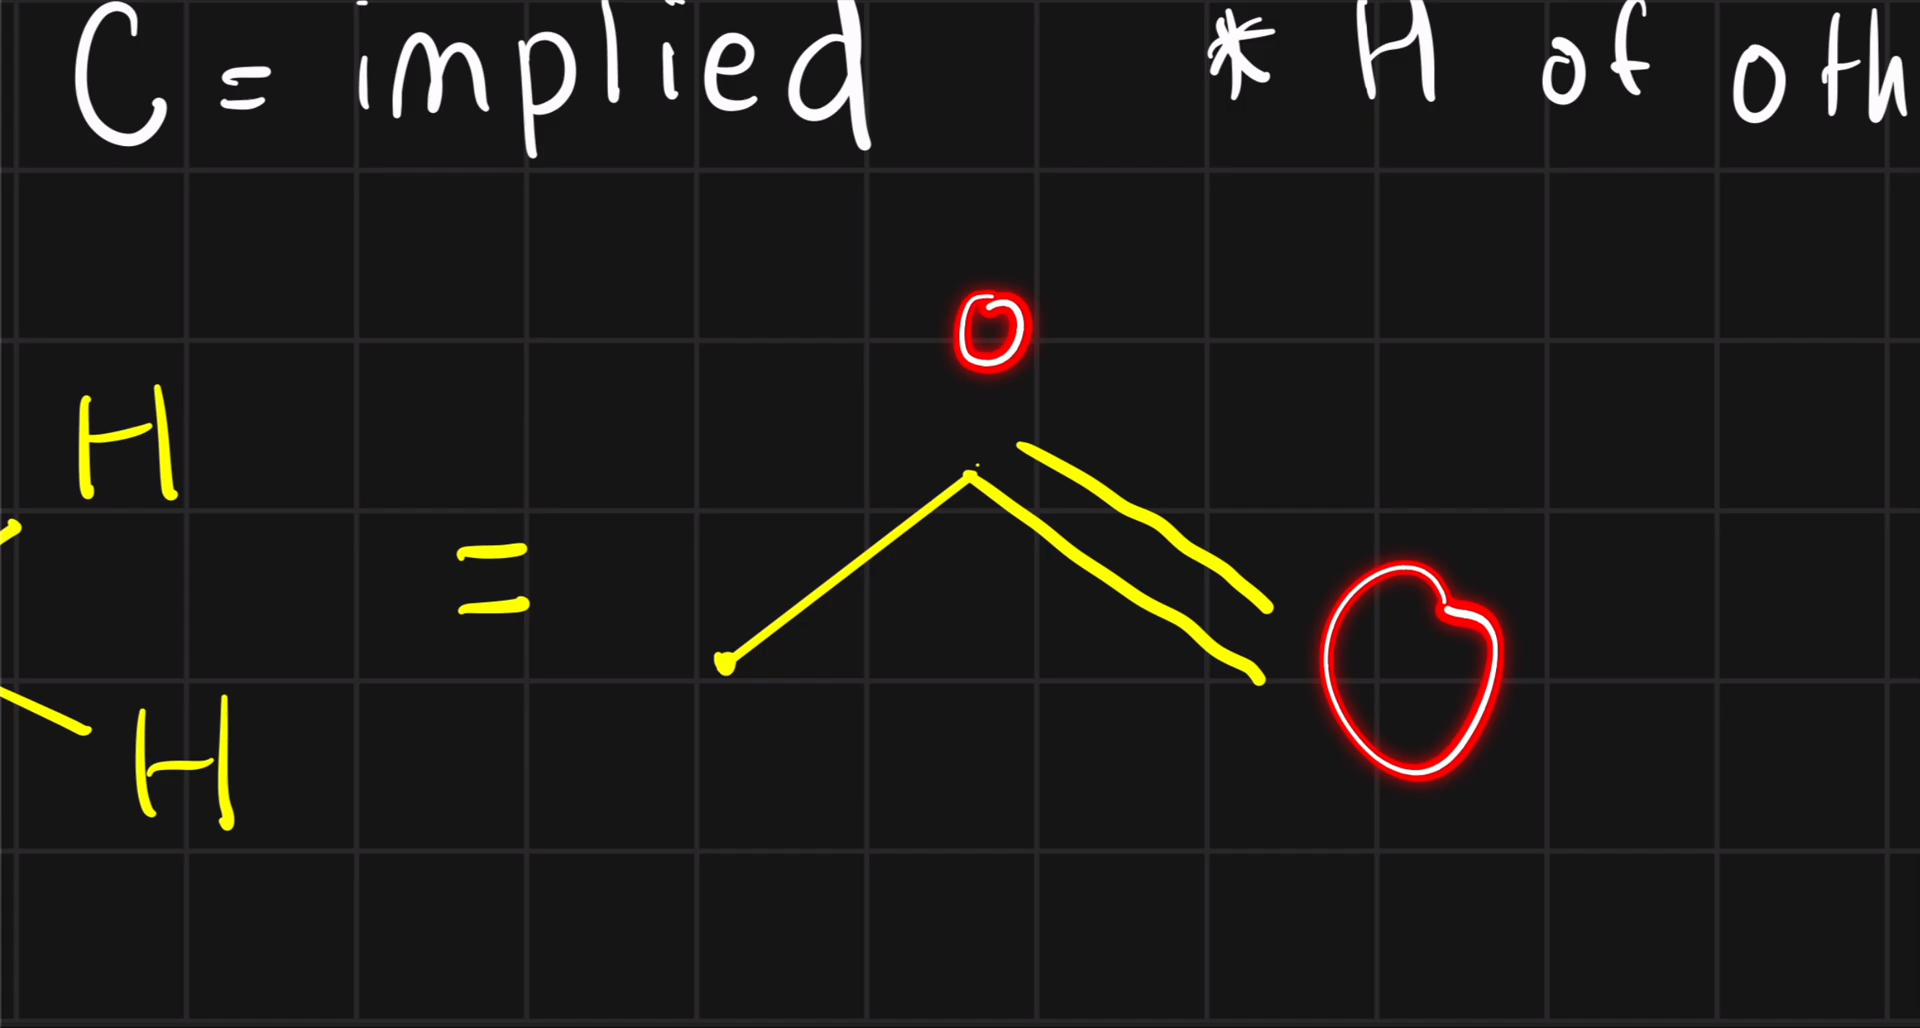 C = implied * H of oth
H
=
H